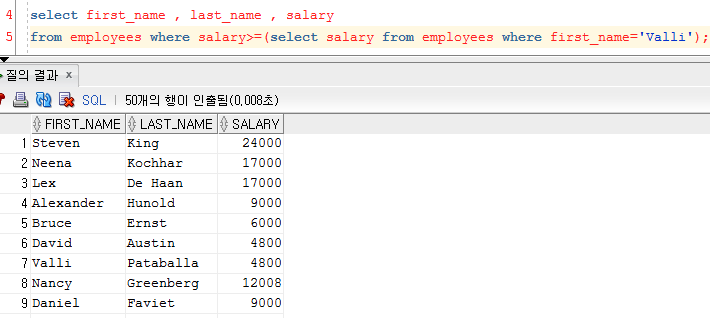 4 select first_name , last_name , salary
5 from employees where salary>=(select salary from employees where first_name='Valli');
질의 결과 x
SQL | 50개의 행이 인출됨(0,008초)
FIRST_NAME LAST_NAME SALARY
1 Steven King 24000
2 Neena Kochhar 17000
3 Lex De Haan 17000
4 Alexander Hunold 9000
5 Bruce Ernst 6000
6 David Austin 4800
7 Valli Pataballa 4800
8 Nancy Greenberg 12008
9 Daniel Faviet 9000